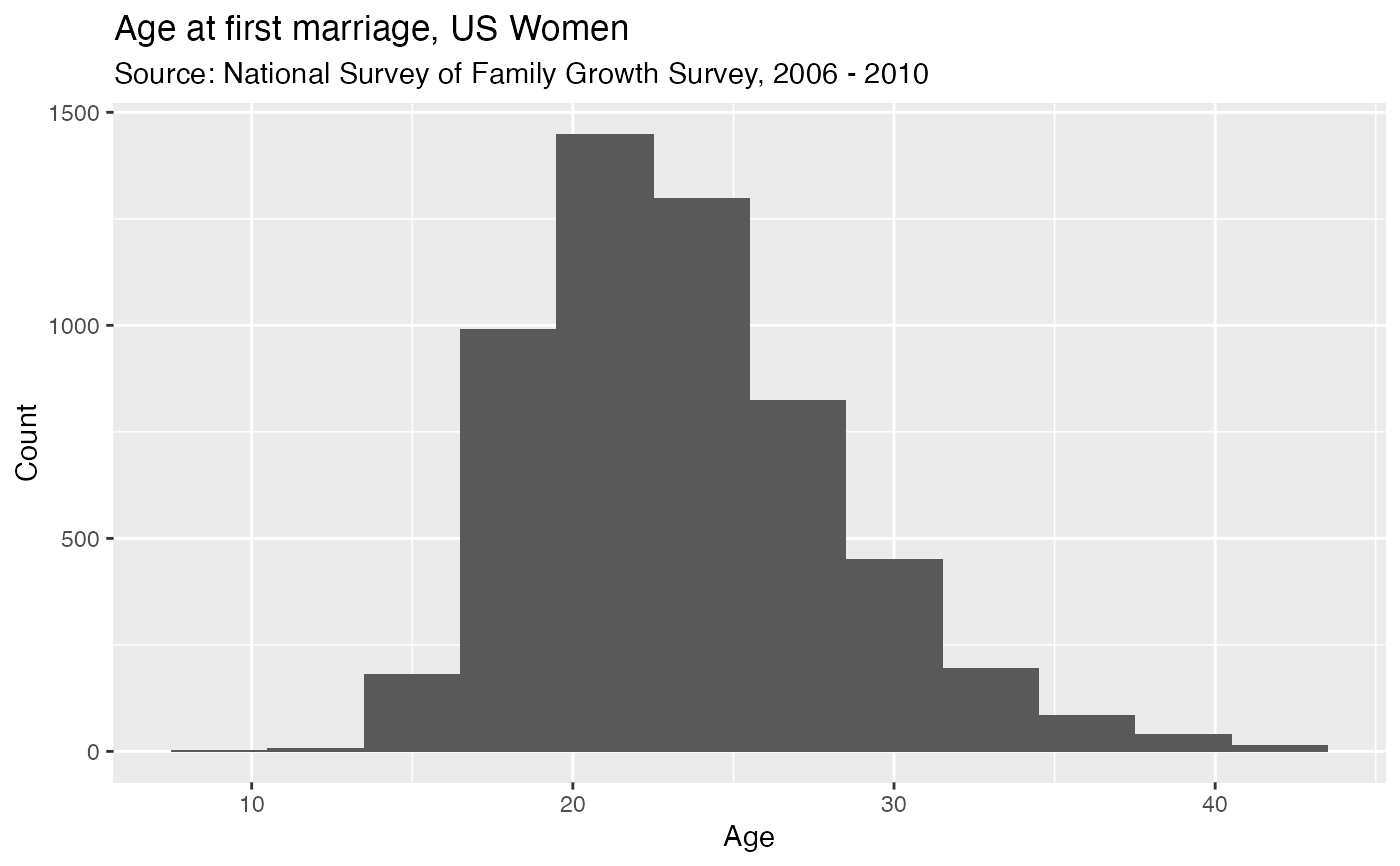 Age at first marriage, US Women
Source: National Survey of Family Growth Survey, 2006 - 2010
1500
1000
500
0
Count
10 20 30 40
Age